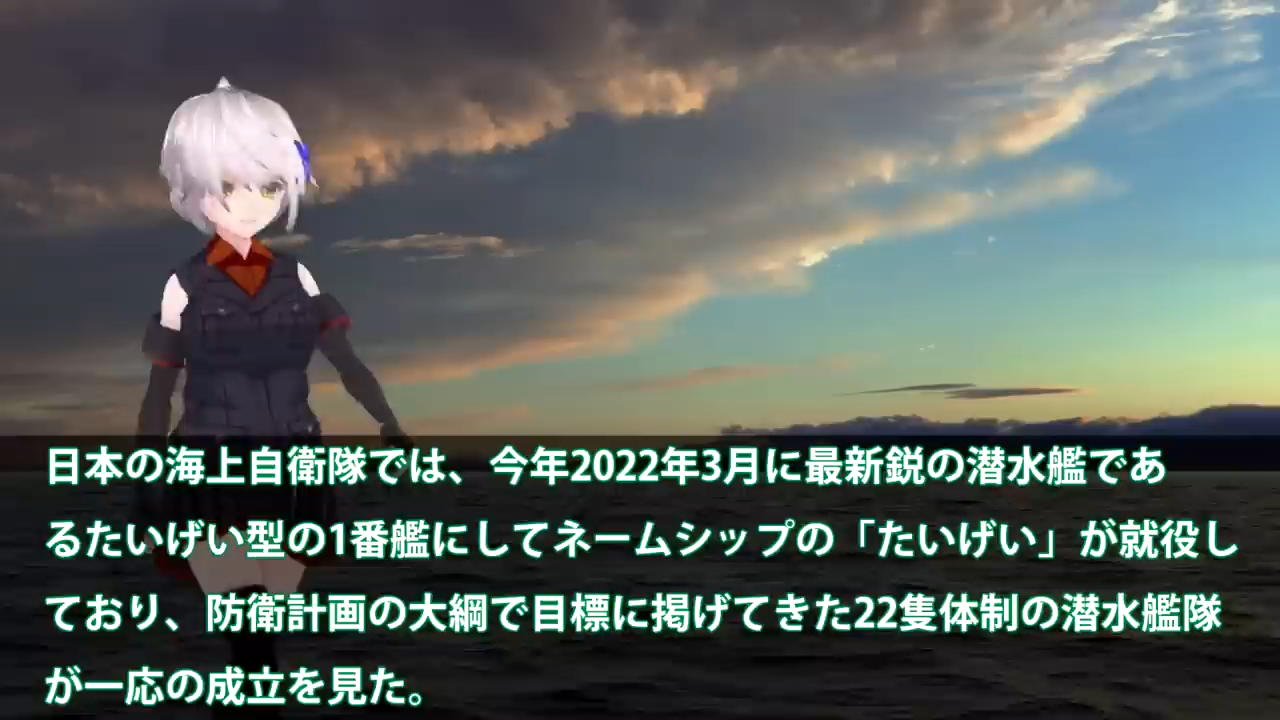 日本の海上自衛隊では、今年2022年3月に最新鋭の潜水艦であ
るたいげい型の1番艦にしてネームシップの「たいげい」が就役し
ており、防衛計画の大綱で目標に掲げてきた22隻体制の潜水艦隊
が一応の成立を見た。